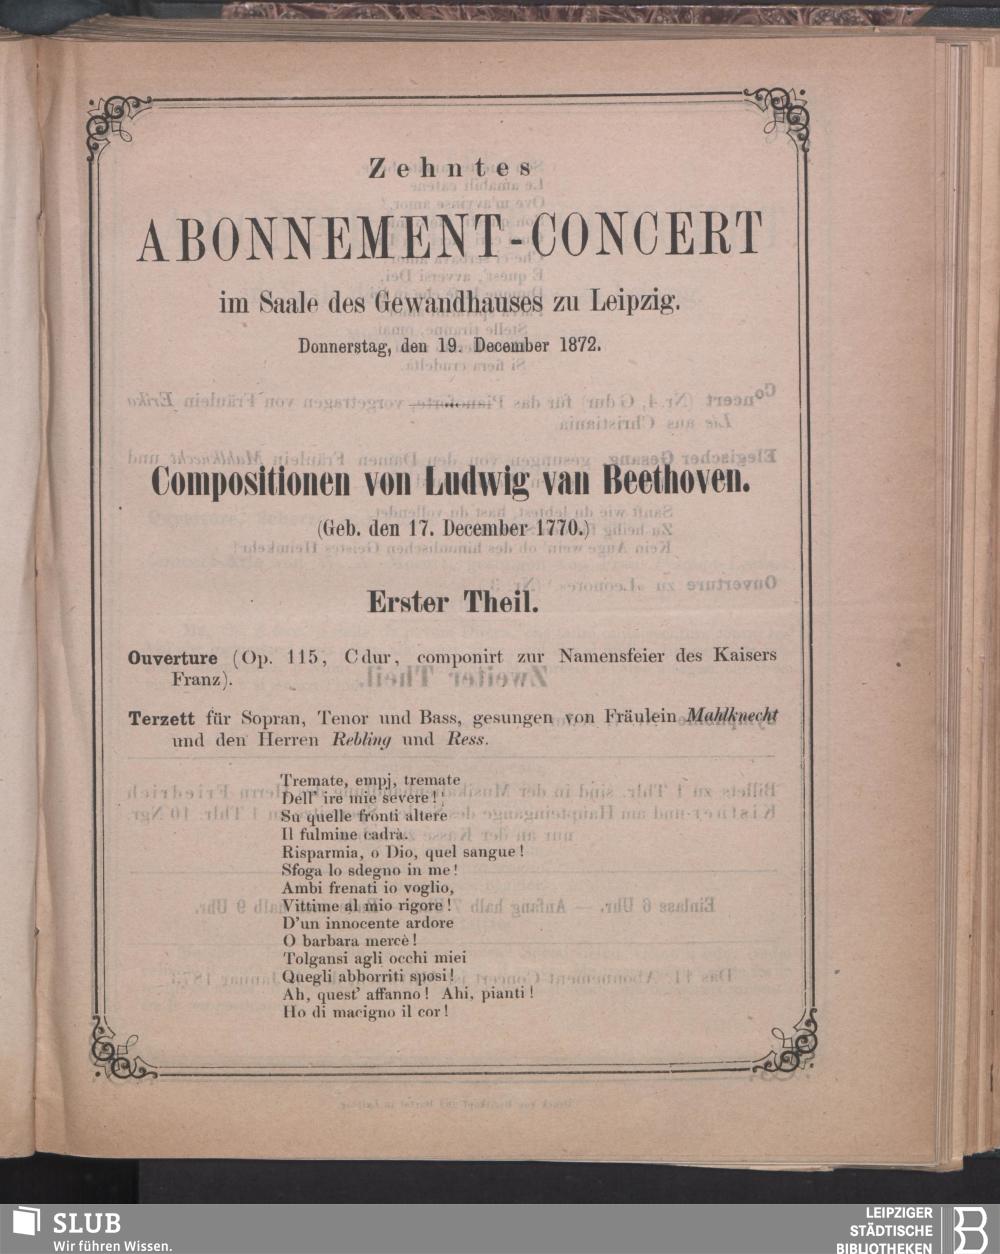 Zehntes
ABONNEMENT-CONCERT
im Saale des Gewandhauses zu Leipzig.
Donnerstag, den 19. December 1872.
Compositionen von Ludwig van Beethoven.
(Geb. den 17. December 1770.)
Erster Theil.
Ouverture (Op. 115, Cdur, componirt zur Namensfeier des Kaisers
Franz).
Terzett für Sopran, Tenor und Bass, gesungen von Fräulein Mahlknecht
und den Herren Rebling und Ress.
Tremate, empj, tremate
Dell' ire mie severe!
Su quelle fronti altere
Il fulmine cadrà.
Risparmia, o Dio, quel sangue!
Sfoga lo sdegno in me!
Ambi frenati io voglio,
Vittime al mio rigore!
D'un innocente ardore
O barbara mercè!
Tolgansi agli occhi miei
Quegli abborriti sposi!
Ah, quest' affanno! Ahi, pianti!
Ho di macigno il cor!
SLUB
Wir führen Wissen.
LEIPZIGER
STÄDTISCHE
BIBLIOTHEKEN